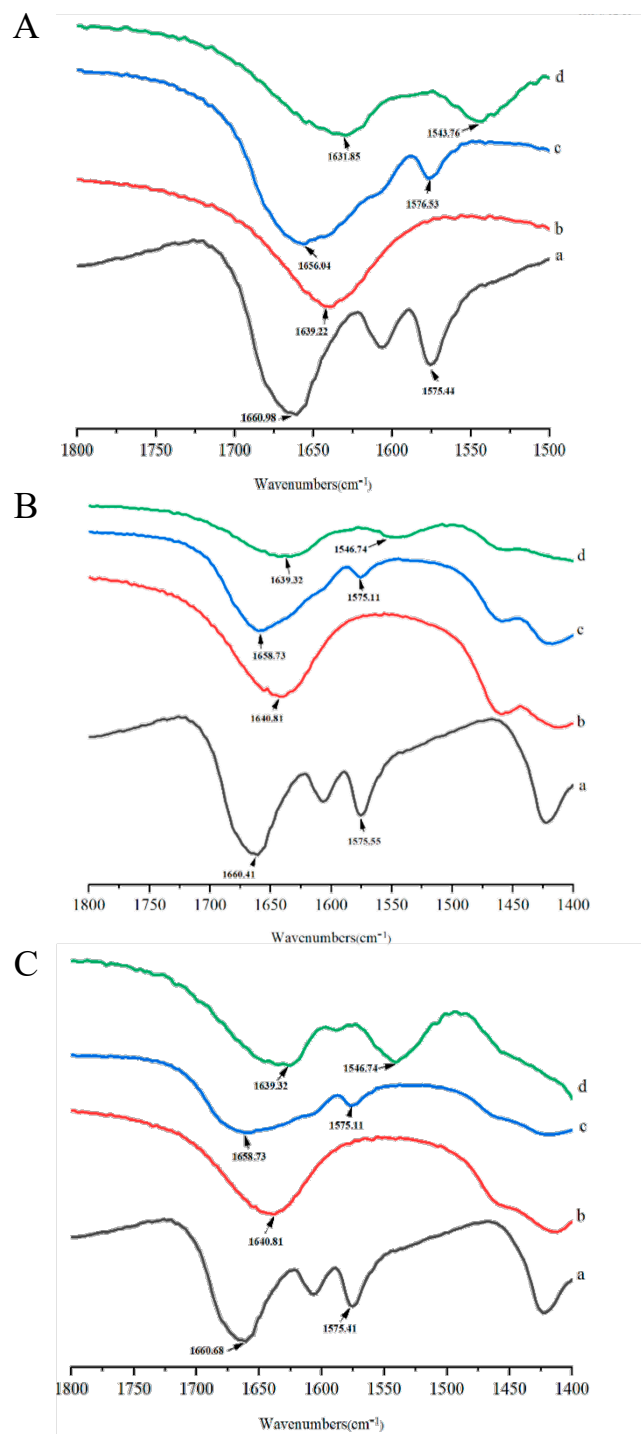 A
d
1631.85
1543.76
c
1576.53
1656.04
b
1639.22
a
1660.98
1575.44
1800 1750 1700 1650 1600 1550 1500
Wavenumbers(cm⁻¹)
B
1546.74
d
1639.32
1575.11
c
1658.73
1640.81
b
a
1575.55
1660.41
1800 1750 1700 1650 1600 1550 1500 1450 1400
Wavenumbers(cm⁻¹)
C
1546.74
1639.32
d
1575.11
c
1658.73
b
1640.81
a
1575.41
1660.68
1800 1750 1700 1650 1600 1550 1500 1450 1400
Wavenumbers(cm⁻¹)